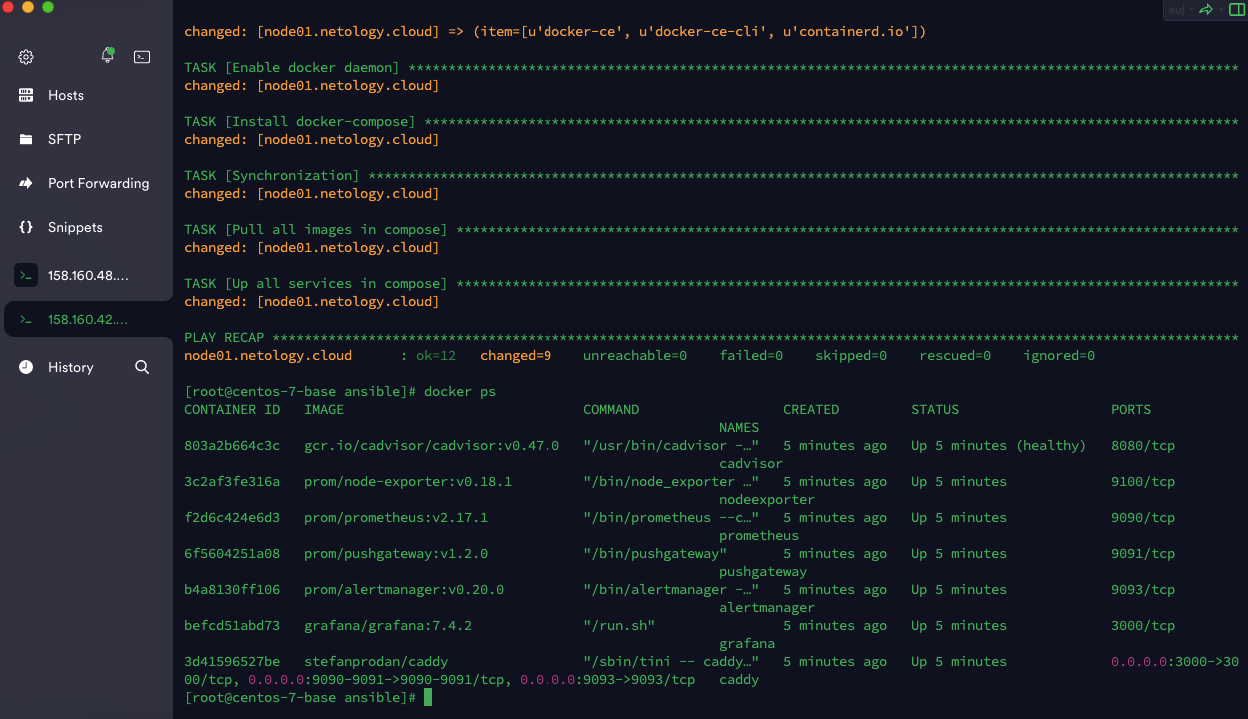 Hosts
SFTP
Port Forwarding
Snippets
158.160.48....
158.160.42....
History
changed: [node01.netology.cloud] => (item=[u'docker-ce', u'docker-ce-cli', u'containerd.io'])
TASK [Enable docker daemon] ********************************************************************************************************
changed: [node01.netology.cloud]
TASK [Install docker-compose] ******************************************************************************************************
changed: [node01.netology.cloud]
TASK [Synchronization] *************************************************************************************************************
changed: [node01.netology.cloud]
TASK [Pull all images in compose] **************************************************************************************************
changed: [node01.netology.cloud]
TASK [Up all services in compose] **************************************************************************************************
changed: [node01.netology.cloud]
PLAY RECAP *************************************************************************************************************************
node01.netology.cloud      : ok=12   changed=9    unreachable=0    failed=0    skipped=0    rescued=0    ignored=0
[root@centos-7-base ansible]# docker ps
CONTAINER ID   IMAGE                              COMMAND                  CREATED         STATUS                   PORTS
NAMES
803a2b664c3c   gcr.io/cadvisor/cadvisor:v0.47.0   "/usr/bin/cadvisor -…"   5 minutes ago   Up 5 minutes (healthy)   8080/tcp
cadvisor
3c2af3fe316a   prom/node-exporter:v0.18.1         "/bin/node_exporter …"   5 minutes ago   Up 5 minutes             9100/tcp
nodeexporter
f2d6c424e6d3   prom/prometheus:v2.17.1            "/bin/prometheus --c…"   5 minutes ago   Up 5 minutes             9090/tcp
prometheus
6f5604251a08   prom/pushgateway:v1.2.0            "/bin/pushgateway"       5 minutes ago   Up 5 minutes             9091/tcp
pushgateway
b4a8130ff106   prom/alertmanager:v0.20.0          "/bin/alertmanager -…"   5 minutes ago   Up 5 minutes             9093/tcp
alertmanager
befcd51abd73   grafana/grafana:7.4.2              "/run.sh"                5 minutes ago   Up 5 minutes             3000/tcp
grafana
3d41596527be   stefanprodan/caddy                 "/sbin/tini -- caddy…"   5 minutes ago   Up 5 minutes             0.0.0.0:3000->30
00/tcp, 0.0.0.0:9090-9091->9090-9091/tcp, 0.0.0.0:9093->9093/tcp   caddy
[root@centos-7-base ansible]#